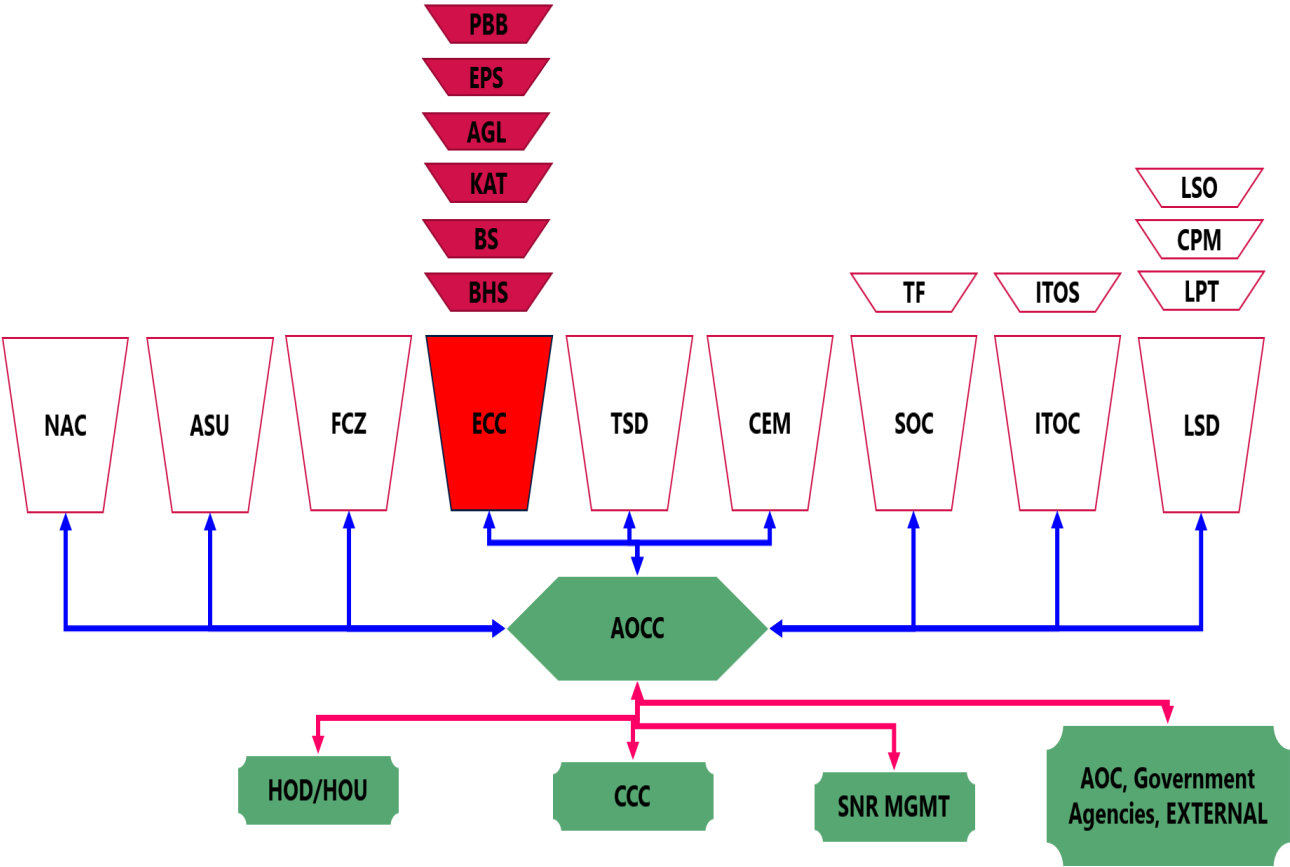 PBB
EPS
AGL
KAT
BS
BHS
LSO
CPM
LPT
TF
ITOS
NAC
ASU
FCZ
ECC
TSD
CEM
SOC
ITOC
LSD
AOCC
HOD/HOU
CCC
SNR MGMT
AOC, Government
Agencies, EXTERNAL